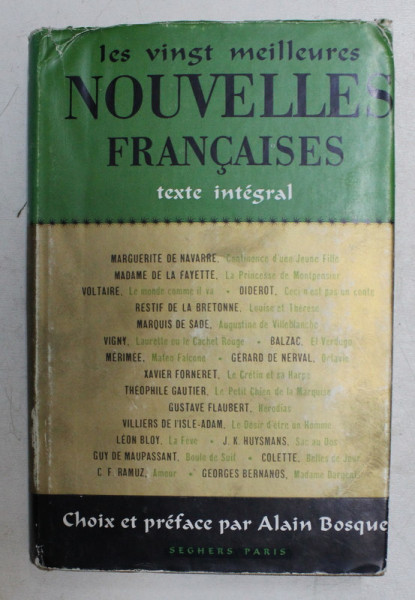 les vingt meilleures
NOUVELLES
FRANÇAISES
texte intégral
MARGUERITE DE NAVARRE, Continence d'une Jeune Fille
MADAME DE LA FAYETTE, La Princesse de Montpensier
VOLTAIRE, Le monde comme il va • DIDEROT, Ceci n'est pas un conte
RESTIF DE LA BRETONNE, Louise et Thérèse
MARQUIS DE SADE, Augustine de Villeblanche
VIGNY, Laurette ou le Cachet Rouge • BALZAC, El Verdugo
MÉRIMÉE, Mateo Falcone • GÉRARD DE NERVAL, Octavie
XAVIER FORNERET, Le Crétin et sa Harpe
THÉOPHILE GAUTIER, Le Petit Chien de la Marquise
GUSTAVE FLAUBERT, Hérodias
VILLIERS DE L'ISLE-ADAM, Le Désir d'être un Homme
LÉON BLOY, La Fève • J. K. HUYSMANS, Sac au Dos
GUY DE MAUPASSANT, Boule de Suif • COLETTE, Belles de Jour
C. F. RAMUZ, Amour • GEORGES BERNANOS, Madame Dargent
Choix et préface par Alain Bosque
SEGHERS PARIS